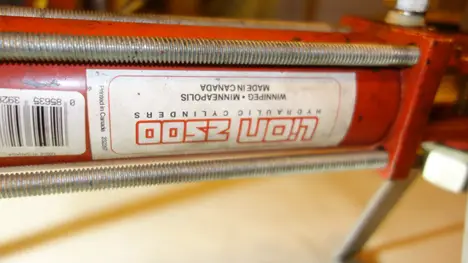 Lion 2500
HYDRAULIC CYLINDERS
WINNIPEG • MINNEAPOLIS
MADE IN CANADA
Printed in Canada
0 85635